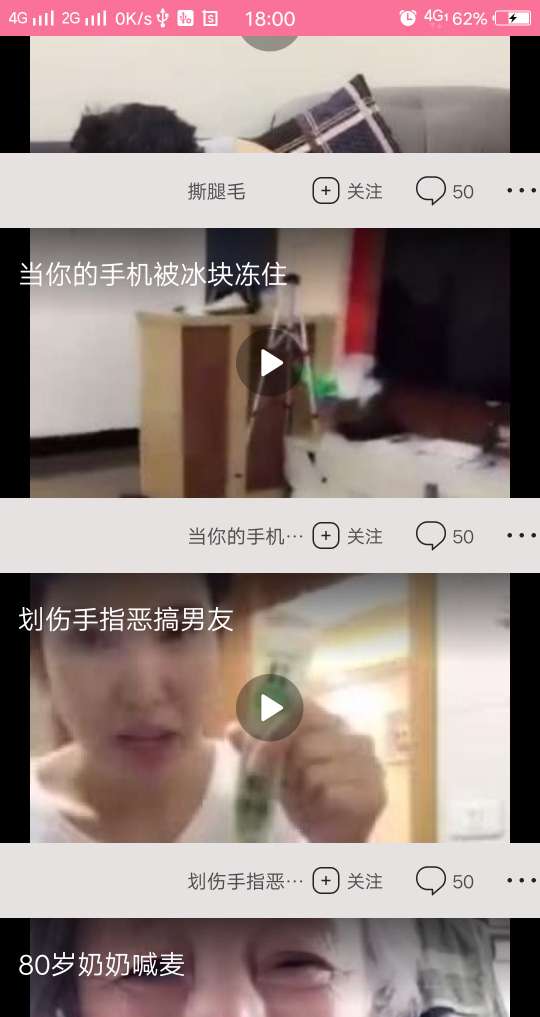 4G 2G 0K/s 18:00 4G 62%
撕腿毛 关注 50
当你的手机被冰块冻住
当你的手机… 关注 50
划伤手指恶搞男友
划伤手指恶… 关注 50
80岁奶奶喊麦